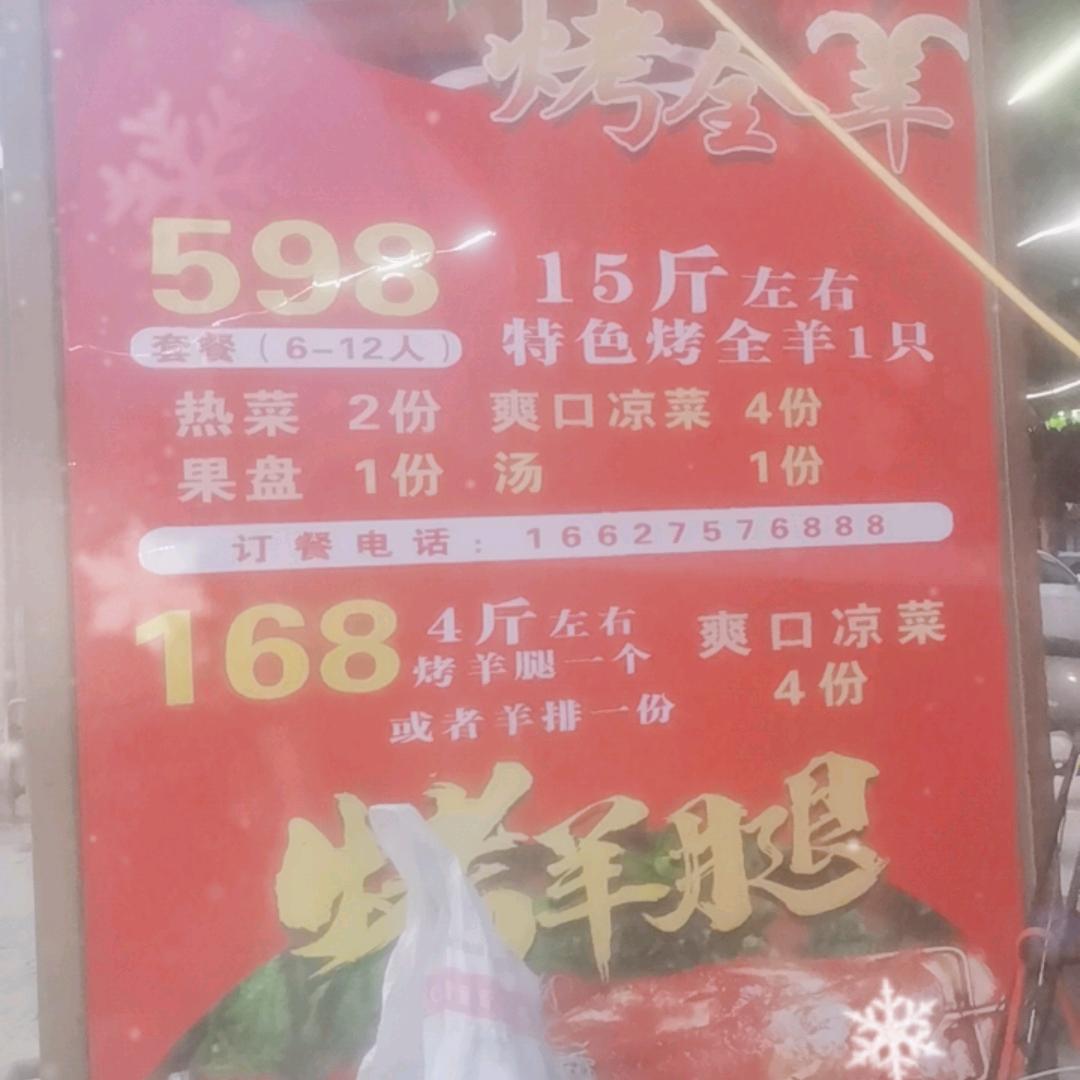 烤全羊
598
15斤左右
套餐（6-12人）
特色烤全羊1只
热菜 2份 爽口凉菜 4份
果盘 1份 汤 1份
订餐电话：16627576888
168
4斤左右
烤羊腿一个
或者羊排一份
爽口凉菜
4份
烤羊腿